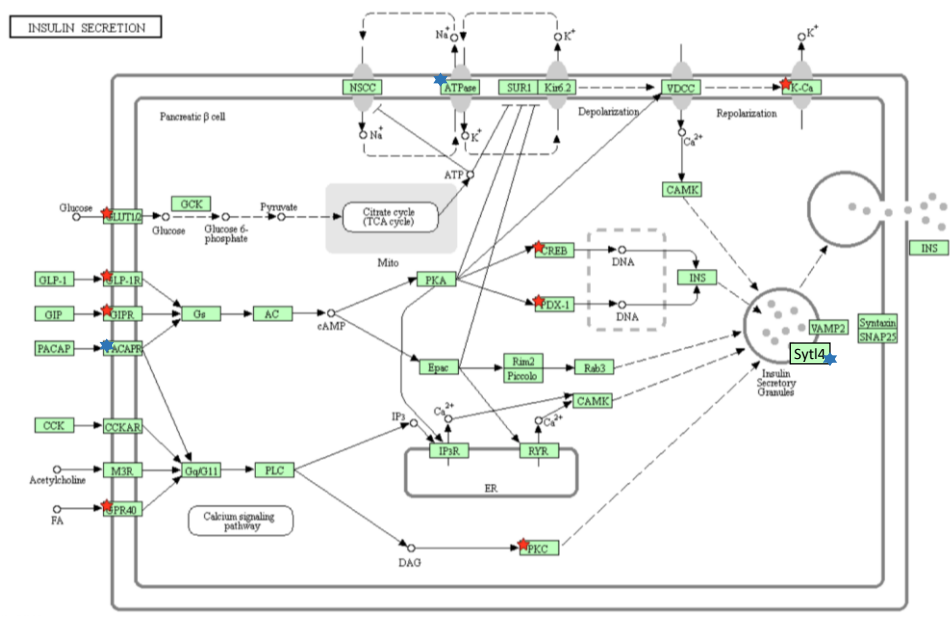 INSULIN SECRETION
Na+
K+
K+
NSCC
ATPase
SUR1
Kir6.2
VDCC
K-Ca
Depolarization
Repolarization
Pancreatic β cell
Na+
K+
Ca2+
ATP
CAMK
Glucose
GLUT1/2
Glucose
GCK
Glucose 6-
phosphate
Pyruvate
Citrate cycle
(TCA cycle)
Mito
CREB
DNA
INS
INS
PDX-1
DNA
GLP-1
GLP-1R
PKA
GIP
GIPR
Gs
AC
cAMP
PACAP
PACAPR
VAMP2
Syntaxin
SNAP25
Sytl4
Insulin
Secretory
Granules
Epac
Rim2
Piccolo
Rab3
CAMK
CCK
CCKAR
IP3
Ca2+
Ca2+
IP3R
RYR
ER
Acetylcholine
M3R
Gq/G11
PLC
FA
GPR40
Calcium signaling
pathway
DAG
PKC